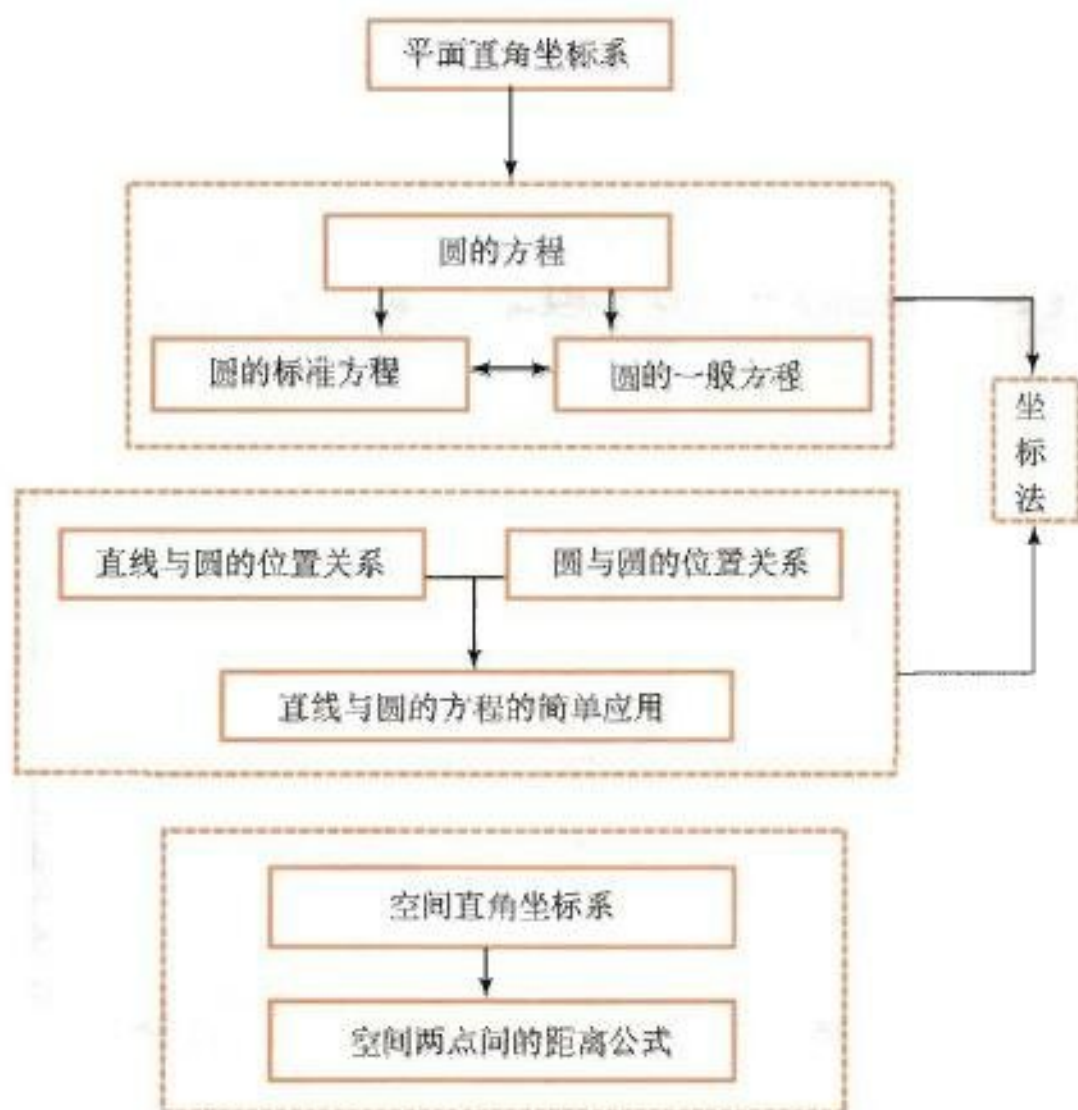 平面直角坐标系
圆的方程
圆的标准方程
圆的一般方程
坐
标
法
直线与圆的位置关系
圆与圆的位置关系
直线与圆的方程的简单应用
空间直角坐标系
空间两点间的距离公式